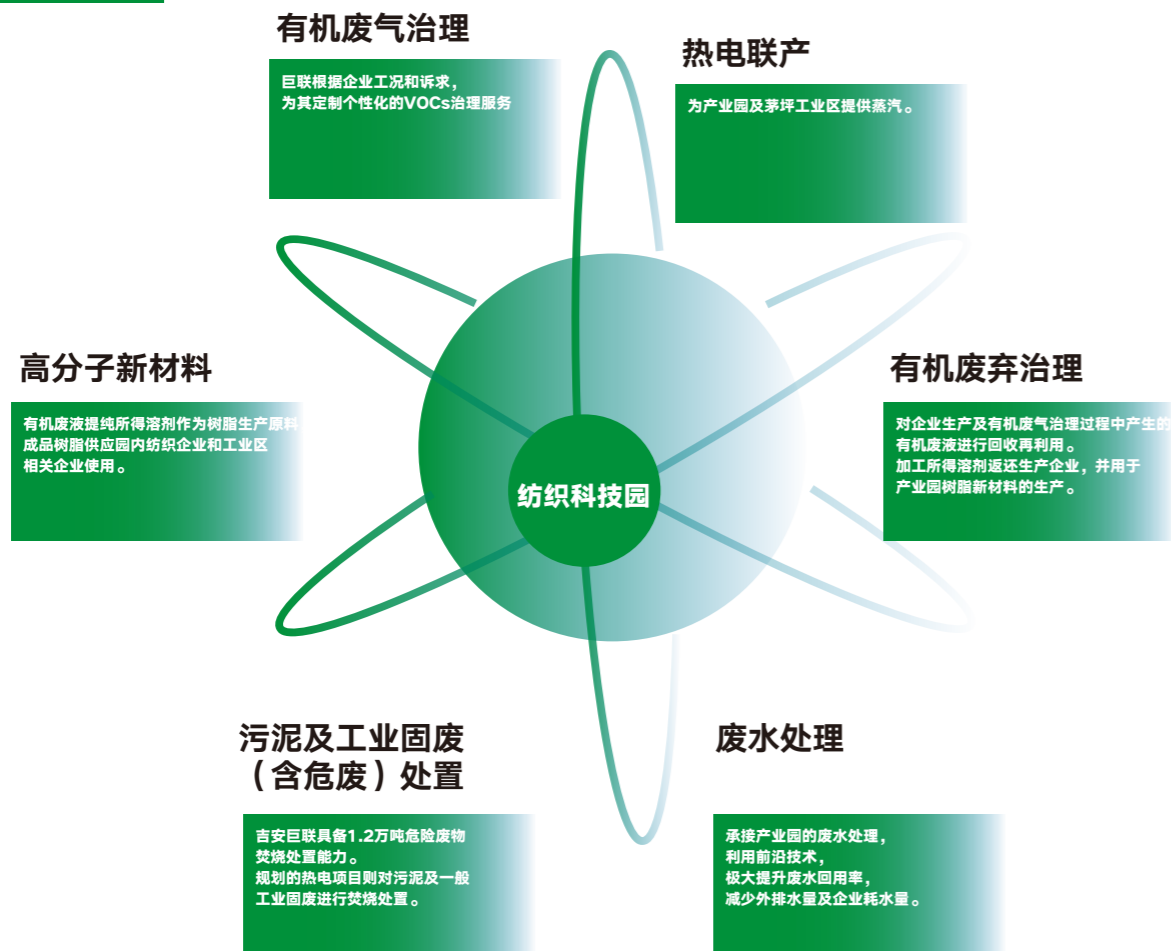 有机废气治理
巨联根据企业工况和诉求，
为其定制个性化的VOCs治理服务
热电联产
为产业园及茅坪工业区提供蒸汽。
高分子新材料
有机废液提纯所得溶剂作为树脂生产原料
成品树脂供应园内纺织企业和工业区
相关企业使用。
有机废弃治理
对企业生产及有机废气治理过程中产生的
有机废液进行回收再利用。
加工所得溶剂返还生产企业，并用于
产业园树脂新材料的生产。
纺织科技园
污泥及工业固废
（含危废）处置
吉安巨联具备1.2万吨危险废物
焚烧处置能力。
规划的热电项目则对污泥及一般
工业固废进行焚烧处置。
废水处理
承接产业园的废水处理，
利用前沿技术，
极大提升废水回用率，
减少外排水量及企业耗水量。